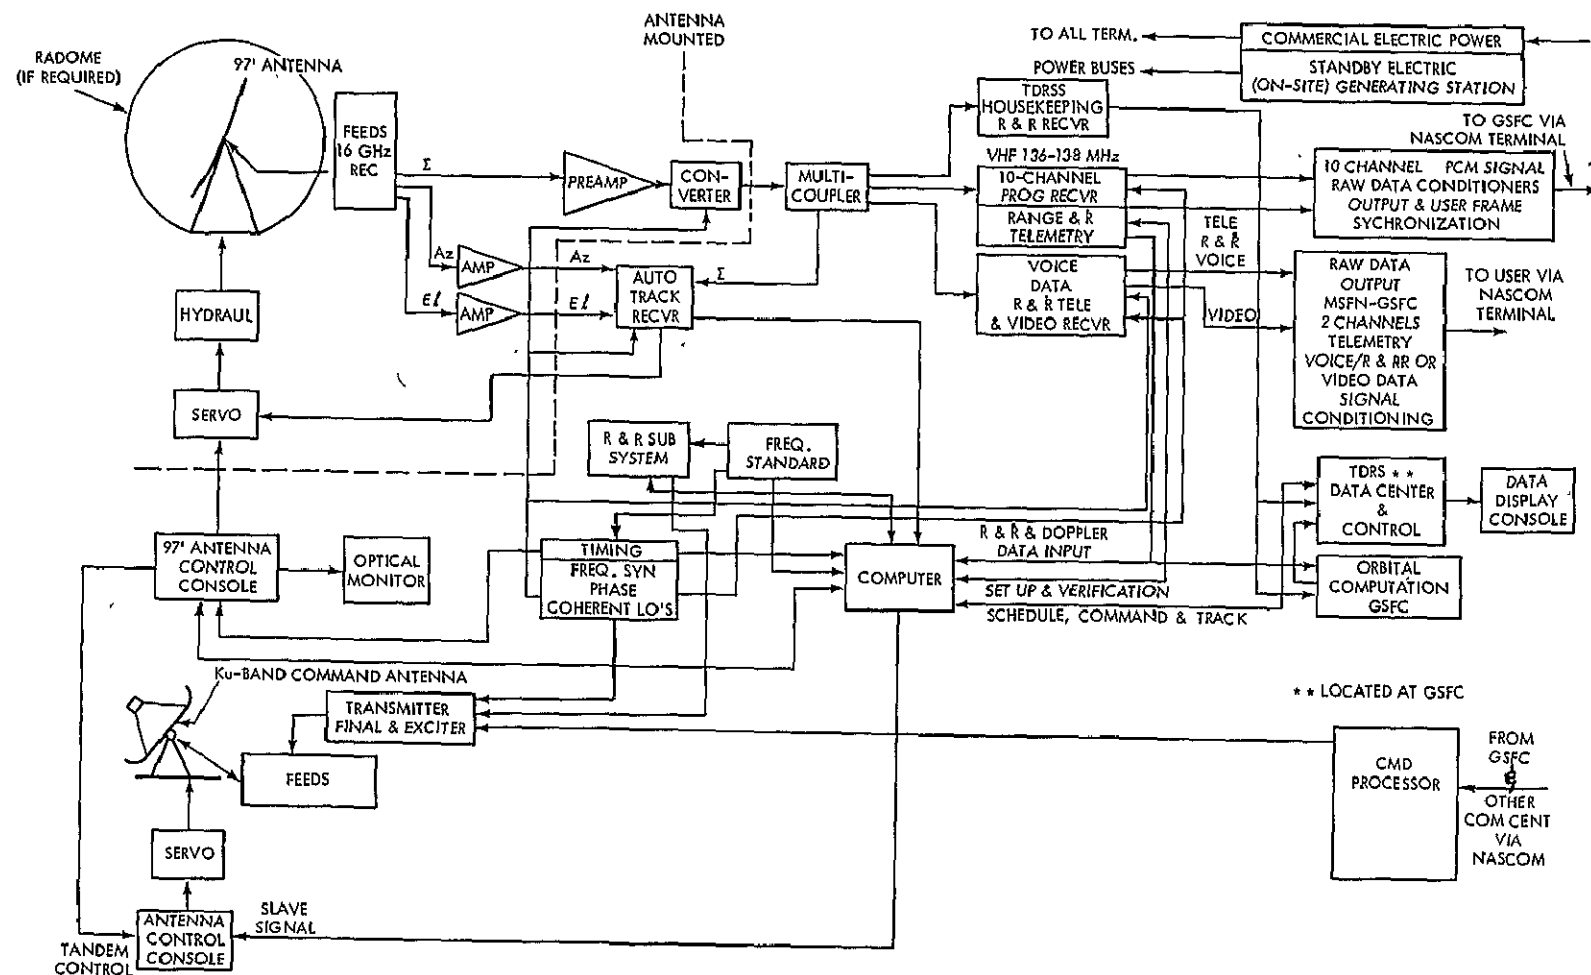 ANTENNA
MOUNTED
RADOME
(IF REQUIRED)
97' ANTENNA
FEEDS
16 GHz
REC
Σ
PREAMP
CON-
VERTER
MULTI-
COUPLER
Az
AMP
Az
El
AMP
El
AUTO
TRACK
RECVR
Σ
HYDRAUL
SERVO
TO ALL TERM.
POWER BUSES
COMMERCIAL ELECTRIC POWER
STANDBY ELECTRIC
(ON-SITE) GENERATING STATION
TDRSS
HOUSEKEEPING
R & R RECVR
VHF 136-138 MHz
10-CHANNEL
PROG RECVR
RANGE & Ṙ
TELEMETRY
VOICE
DATA
R & Ṙ TELE
& VIDEO RECVR
TELE
R & Ṙ
VOICE
VIDEO
TO GSFC VIA
NASCOM TERMINAL
10 CHANNEL PCM SIGNAL
RAW DATA CONDITIONERS
OUTPUT & USER FRAME
SYCHRONIZATION
RAW DATA
OUTPUT
MSFN-GSFC
2 CHANNELS
TELEMETRY
VOICE/R & RR OR
VIDEO DATA
SIGNAL
CONDITIONING
TO USER VIA
NASCOM
TERMINAL
R & R SUB
SYSTEM
FREQ.
STANDARD
TIMING
FREQ. SYN
PHASE
COHERENT LO'S
COMPUTER
R & Ṙ & DOPPLER
DATA INPUT
SET UP & VERIFICATION
SCHEDULE, COMMAND & TRACK
TDRS **
DATA CENTER
&
CONTROL
DATA
DISPLAY
CONSOLE
ORBITAL
COMPUTATION
GSFC
97' ANTENNA
CONTROL
CONSOLE
OPTICAL
MONITOR
Ku-BAND COMMAND ANTENNA
TRANSMITTER
FINAL & EXCITER
FEEDS
SERVO
ANTENNA
CONTROL
CONSOLE
SLAVE
SIGNAL
TANDEM
CONTROL
** LOCATED AT GSFC
CMD
PROCESSOR
FROM
GSFC
OTHER
COM CENT
VIA
NASCOM